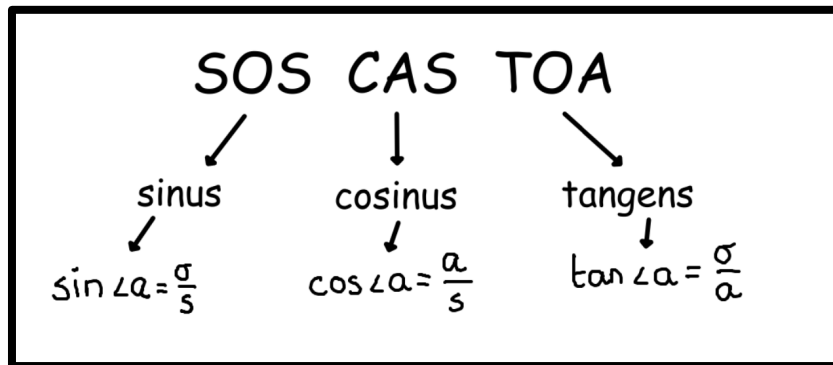 SOS CAS TOA
sinus cosinus tangens
sin ∠a = o/s cos ∠a = a/s tan ∠a = o/a